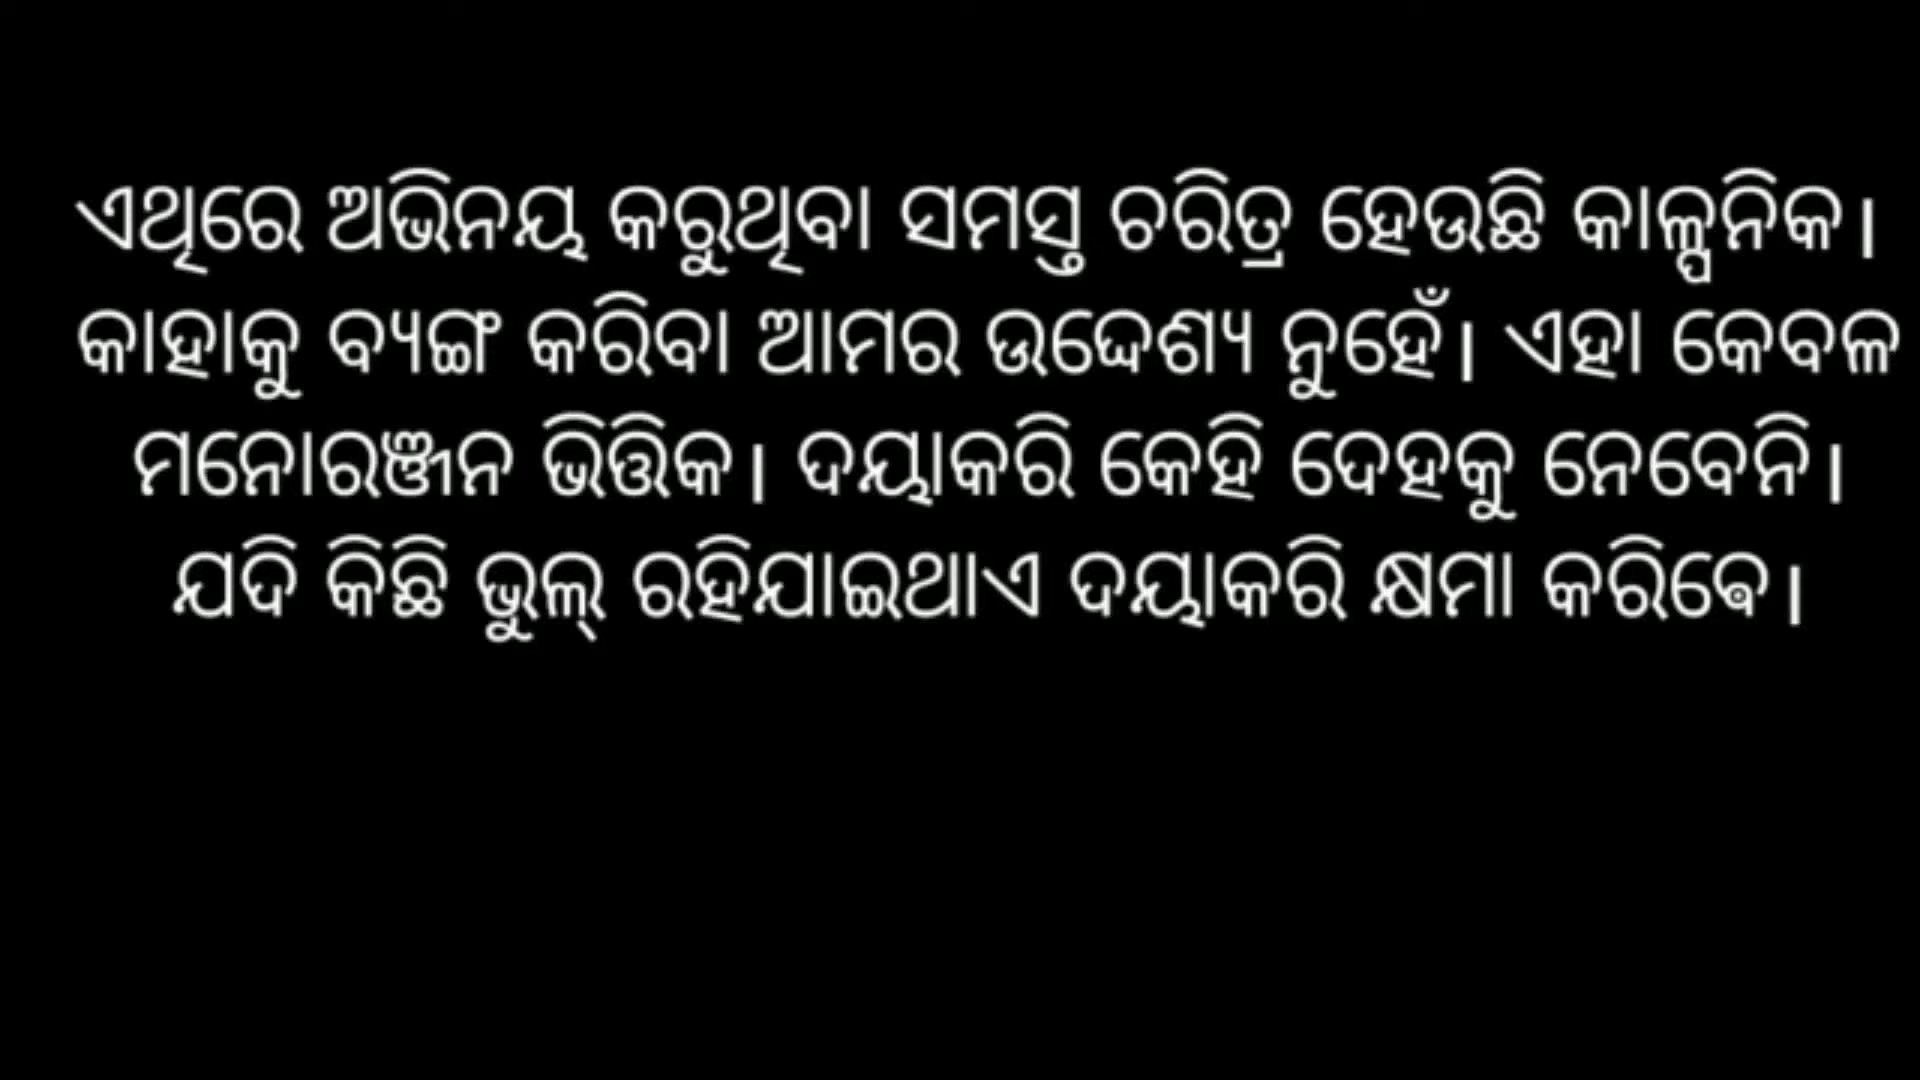 ଏଥିରେ ଅଭିନୟ କରୁଥିବା ସମସ୍ତ ଚରିତ୍ର ହେଉଛି କାଳ୍ପନିକ।
କାହାକୁ ବ୍ୟଙ୍ଗ କରିବା ଆମର ଉଦ୍ଦେଶ୍ୟ ନୁହେଁ। ଏହା କେବଳ
ମନୋରଞ୍ଜନ ଭିତ୍ତିକ। ଦୟାକରି କେହି ଦେହକୁ ନେବେନି।
ଯଦି କିଛି ଭୁଲ୍ ରହିଯାଇଥାଏ ଦୟାକରି କ୍ଷମା କରିଵେ।